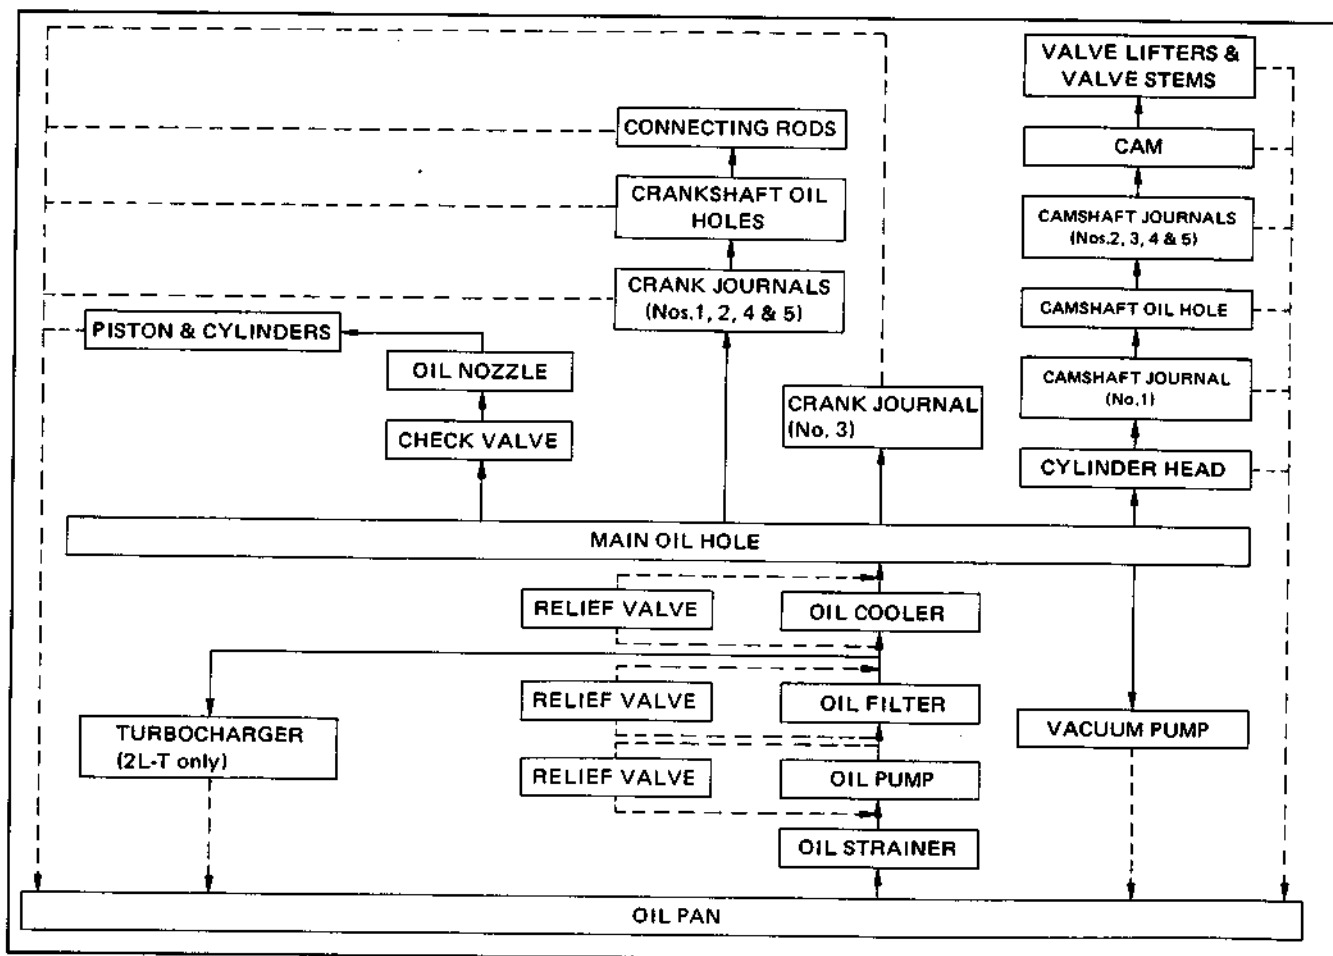 VALVE LIFTERS &
VALVE STEMS
CONNECTING RODS
CAM
CRANKSHAFT OIL
HOLES
CAMSHAFT JOURNALS
(Nos.2, 3, 4 & 5)
CRANK JOURNALS
(Nos.1, 2, 4 & 5)
CAMSHAFT OIL HOLE
PISTON & CYLINDERS
OIL NOZZLE
CAMSHAFT JOURNAL
(No.1)
CRANK JOURNAL
(No. 3)
CHECK VALVE
CYLINDER HEAD
MAIN OIL HOLE
RELIEF VALVE
OIL COOLER
RELIEF VALVE
OIL FILTER
TURBOCHARGER
(2L-T only)
VACUUM PUMP
RELIEF VALVE
OIL PUMP
OIL STRAINER
OIL PAN